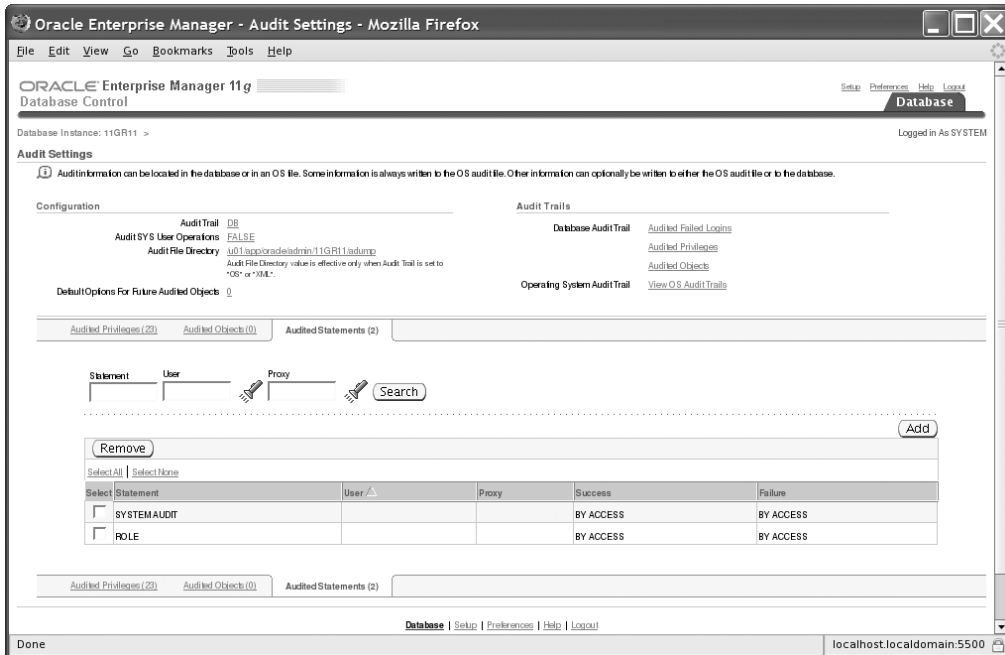 Oracle Enterprise Manager - Audit Settings - Mozilla Firefox
File Edit View Go Bookmarks Tools Help
ORACLE Enterprise Manager 11g
Database Control
Setup Preferences Help Logout
Database
Database Instance: 11GR11 >
Logged in As SYSTEM
Audit Settings
Audit information can be located in the database or in an OS file. Some information is always written to the OS audit file. Other information can optionally be written to either the OS audit file or to the database.
Configuration
Audit Trail DB
Audit SYS User Operations FALSE
Audit File Directory /u01/app/oracle/admin/11GR11/adump
Audit File Directory value is effective only when Audit Trail is set to
"OS" or "XML".
Default Options For Future Audited Objects 0
Audit Trails
Database Audit Trail Audited Failed Logins
Audited Privileges
Audited Objects
Operating System Audit Trail View OS Audit Trails
Audited Privileges (23) Audited Objects (0) Audited Statements (2)
Statement User Proxy
Search
Add
Remove
Select All | Select None
Select Statement User Proxy Success Failure
SYSTEM AUDIT BY ACCESS BY ACCESS
ROLE BY ACCESS BY ACCESS
Audited Privileges (23) Audited Objects (0) Audited Statements (2)
Database | Setup | Preferences | Help | Logout
Done
localhost.localdomain:5500